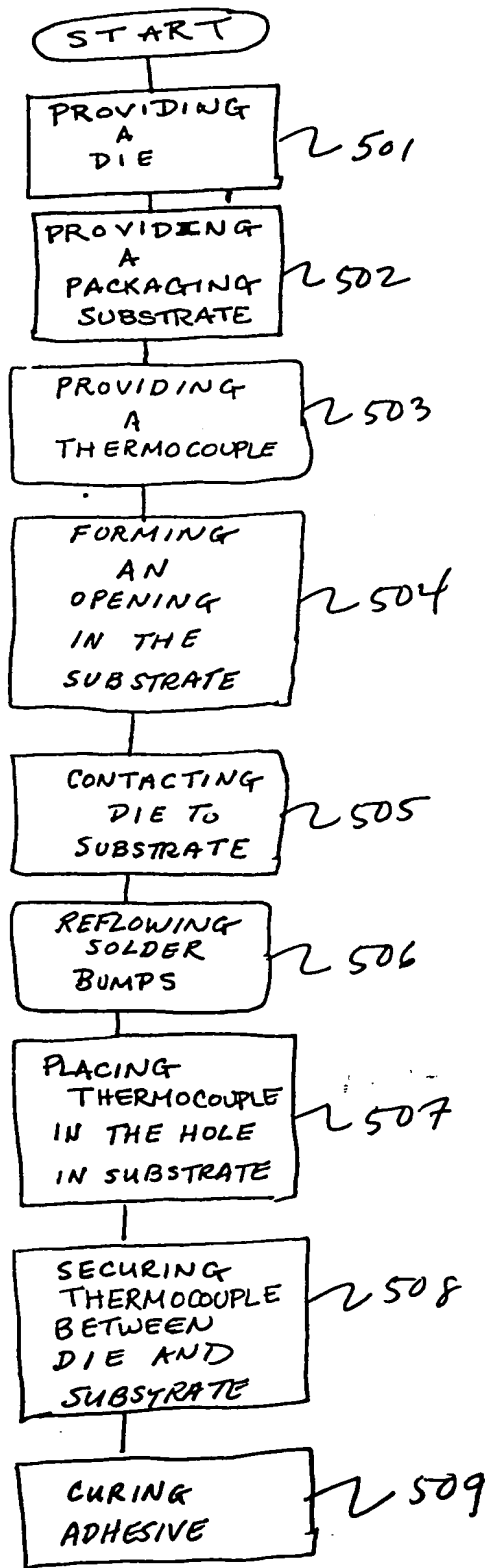 START
PROVIDING
A
DIE
501
PROVIDING
A
PACKAGING
SUBSTRATE
502
PROVIDING
A
THERMOCOUPLE
503
FORMING
AN
OPENING
IN THE
SUBSTRATE
504
CONTACTING
DIE TO
SUBSTRATE
505
REFLOWING
SOLDER
BUMPS
506
PLACING
THERMOCOUPLE
IN THE HOLE
IN SUBSTRATE
507
SECURING
THERMOCOUPLE
BETWEEN
DIE AND
SUBSYRATE
508
CURING
ADHESIVE
509